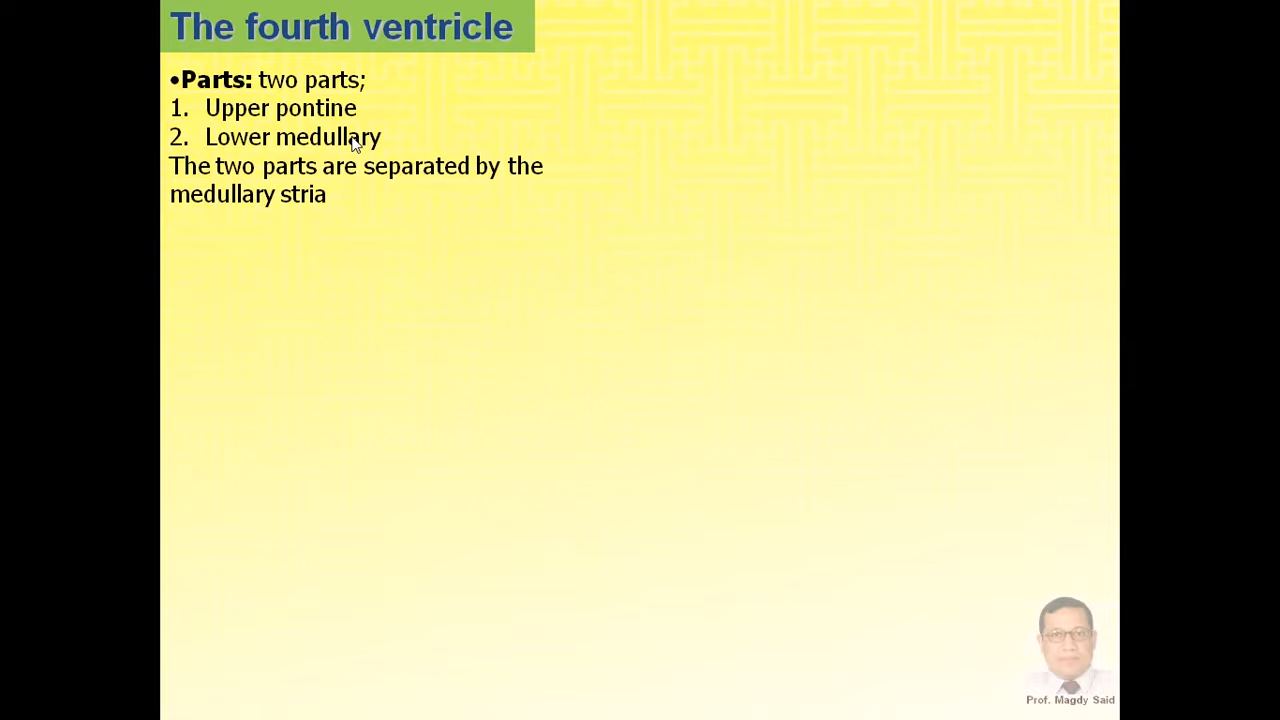 The fourth ventricle
•Parts: two parts;
1. Upper pontine
2. Lower medullary
The two parts are separated by the
medullary stria
Prof. Magdy Said